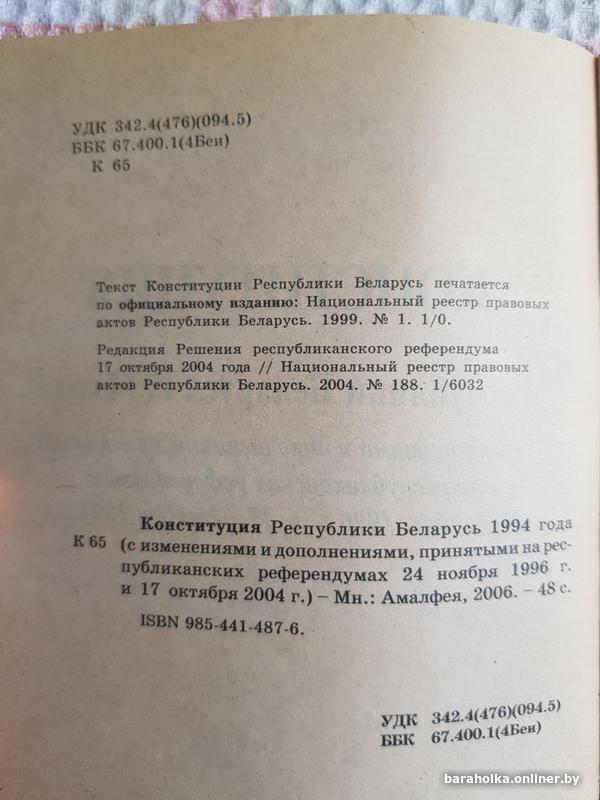 УДК 342.4(476)(094.5)
ББК 67.400.1(4Беи)
К 65
Текст Конституции Республики Беларусь печатается
по официальному изданию: Национальный реестр правовых
актов Республики Беларусь. 1999. № 1. 1/0.
Редакция Решения республиканского референдума
17 октября 2004 года // Национальный реестр правовых
актов Республики Беларусь. 2004. № 188. 1/6032
Конституция Республики Беларусь 1994 года
К 65 (с изменениями и дополнениями, принятыми на рес-
публиканских референдумах 24 ноября 1996 г.
и 17 октября 2004 г.) – Мн.: Амалфея, 2006. – 48 с.
ISBN 985-441-487-6.
УДК 342.4(476)(094.5)
ББК 67.400.1(4Беи)
baraholka.onliner.by